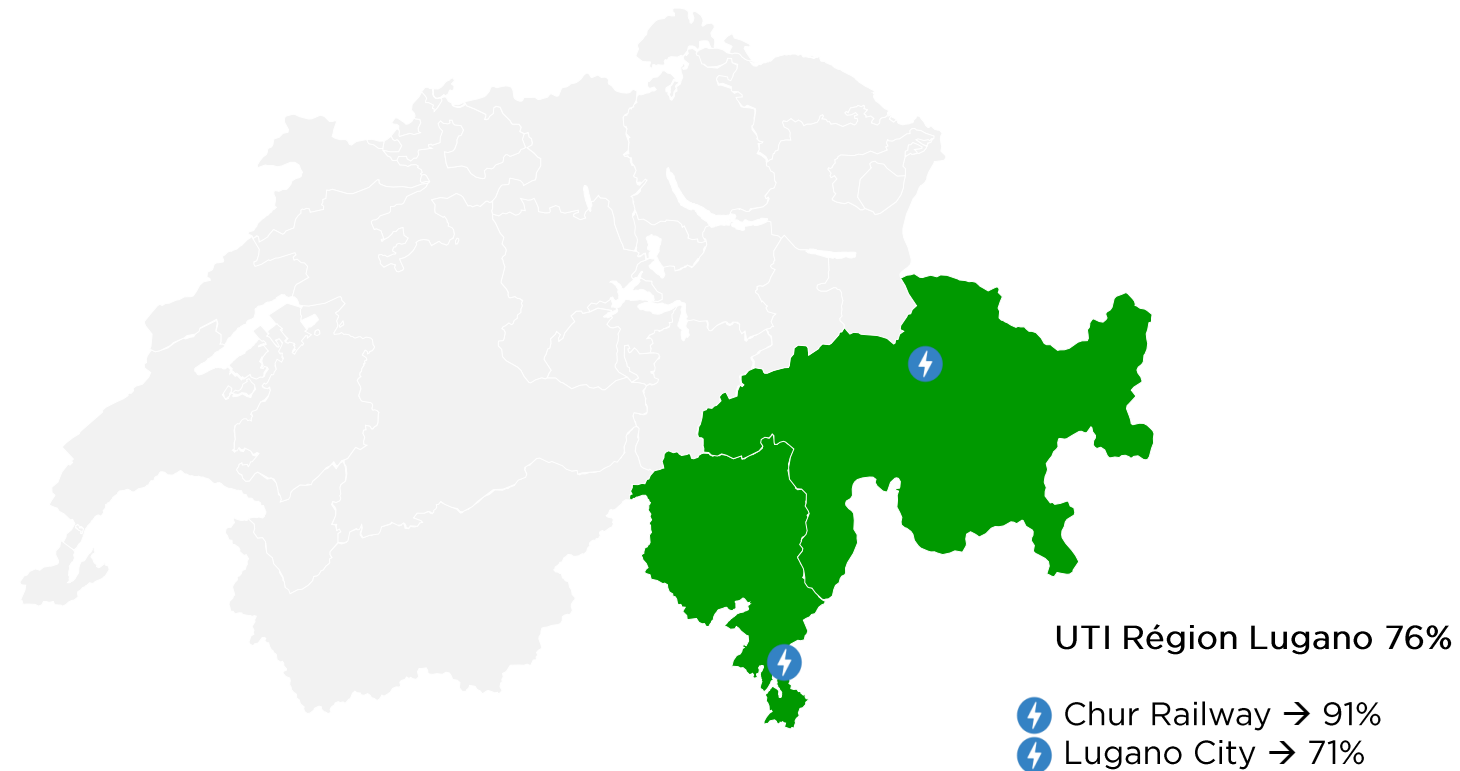 UTI Région Lugano 76%
Chur Railway → 91%
Lugano City → 71%